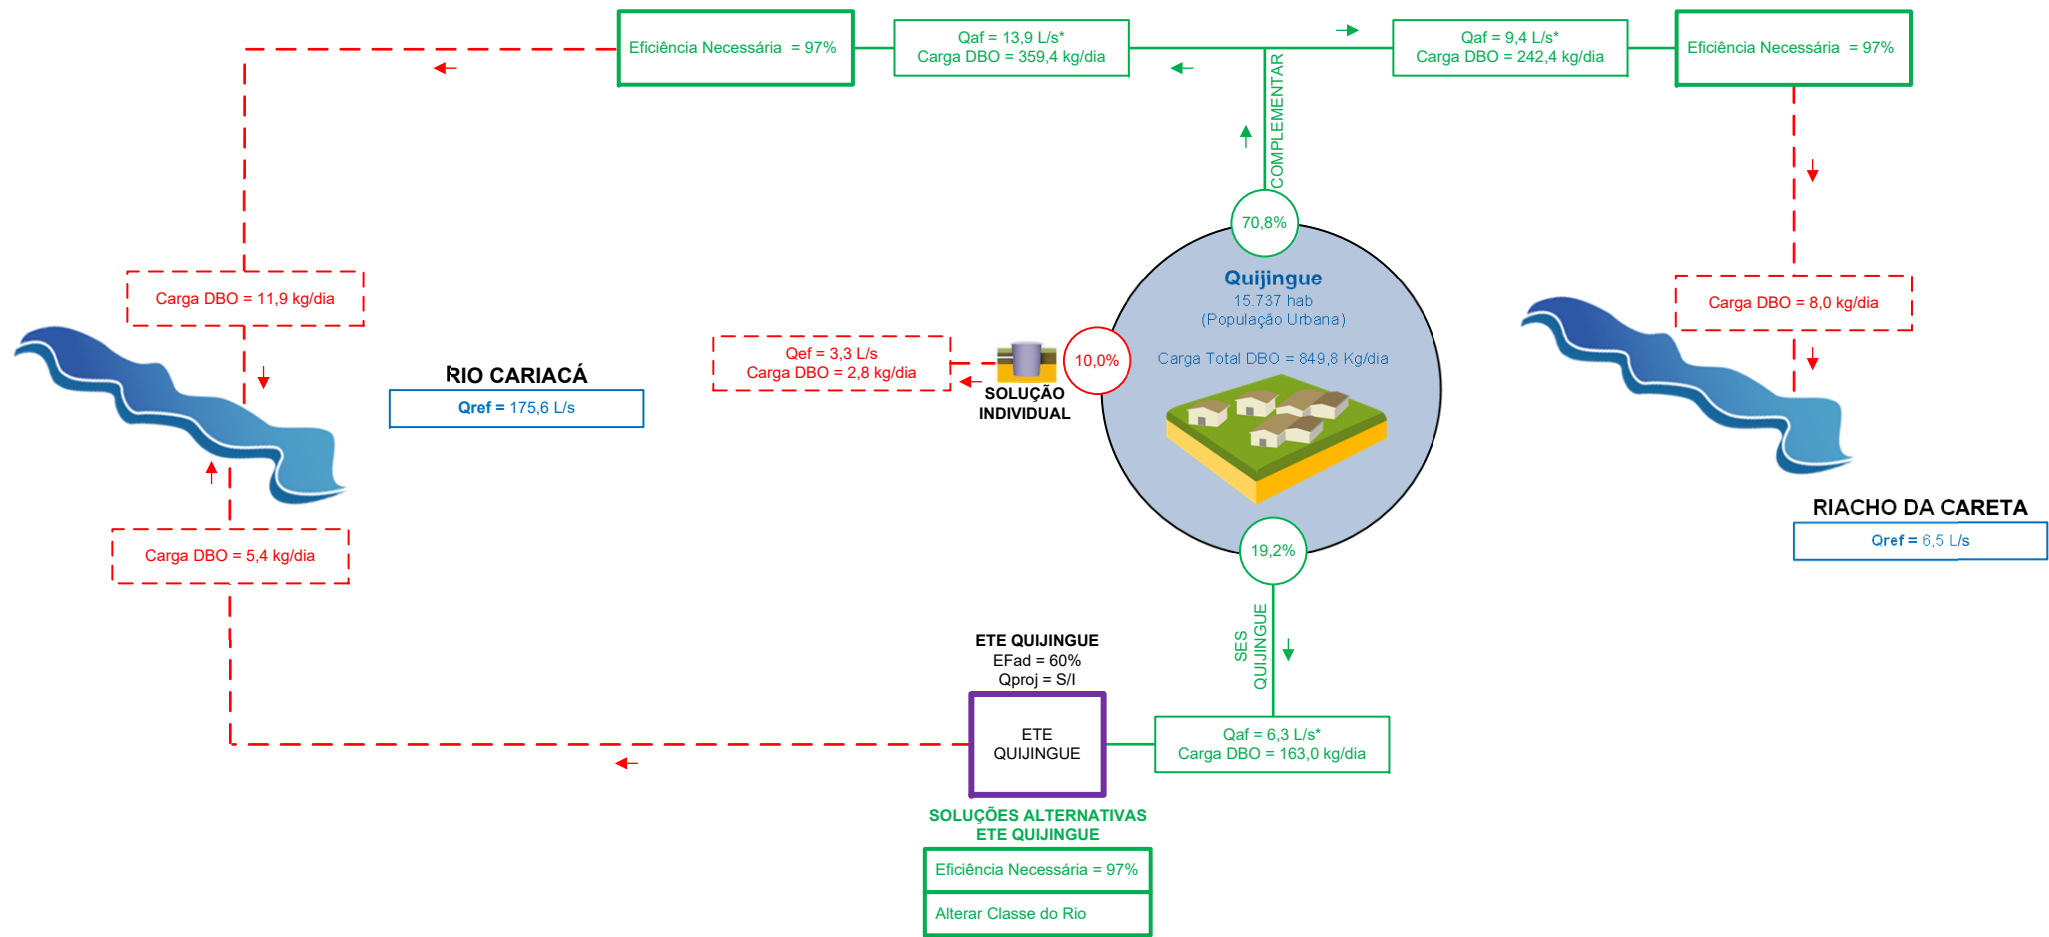 Eficiência Necessária = 97%
Qaf = 13,9 L/s*
Carga DBO = 359,4 kg/dia
Qaf = 9,4 L/s*
Carga DBO = 242,4 kg/dia
Eficiência Necessária = 97%
COMPLEMENTAR
70,8%
Quijingue
15.737 hab
(População Urbana)
Carga Total DBO = 849,8 Kg/dia
Carga DBO = 11,9 kg/dia
Carga DBO = 8,0 kg/dia
RIO CARIACÁ
Qref = 175,6 L/s
Qef = 3,3 L/s
Carga DBO = 2,8 kg/dia
SOLUÇÃO
INDIVIDUAL
10,0%
RIACHO DA CARETA
Qref = 6,5 L/s
19,2%
SES
QUIJINGUE
Carga DBO = 5,4 kg/dia
ETE QUIJINGUE
EFad = 60%
Qproj = S/I
ETE
QUIJINGUE
Qaf = 6,3 L/s*
Carga DBO = 163,0 kg/dia
SOLUÇÕES ALTERNATIVAS
ETE QUIJINGUE
Eficiência Necessária = 97%
Alterar Classe do Rio